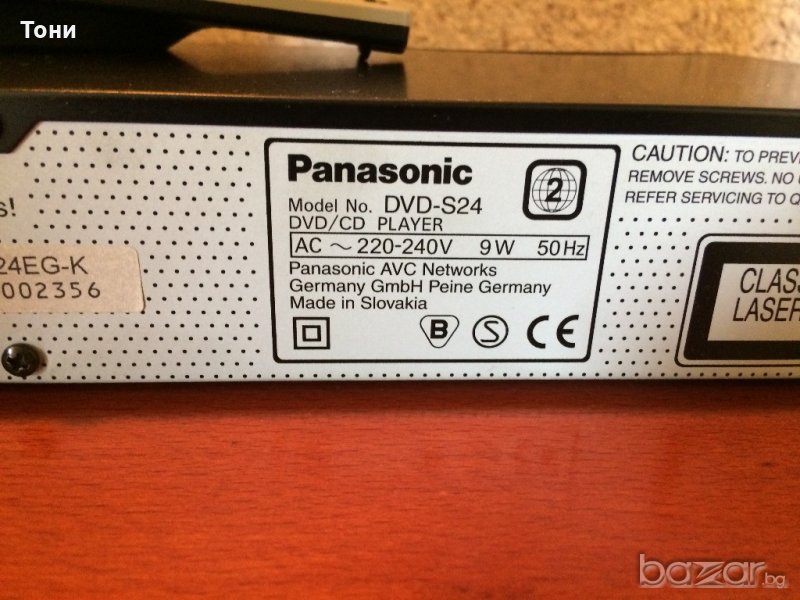 Тони
s!
24EG-K
002356
Panasonic
2
Model No. DVD-S24
DVD/CD PLAYER
AC ~ 220-240V 9W 50Hz
Panasonic AVC Networks
Germany GmbH Peine Germany
Made in Slovakia
B S CE
CAUTION: TO PREV
REMOVE SCREWS. NO
REFER SERVICING TO Q
CLASS
LASER
bazar.bg